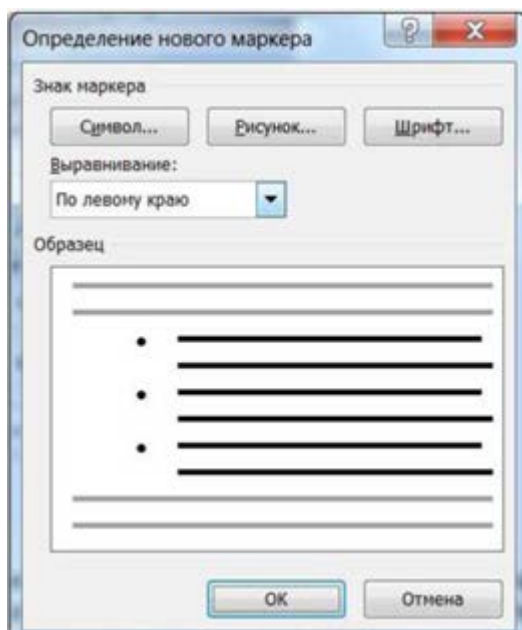 Определение нового маркера
Знак маркера
Символ... Рисунок... Шрифт...
Выравнивание:
По левому краю
Образец
ОК Отмена